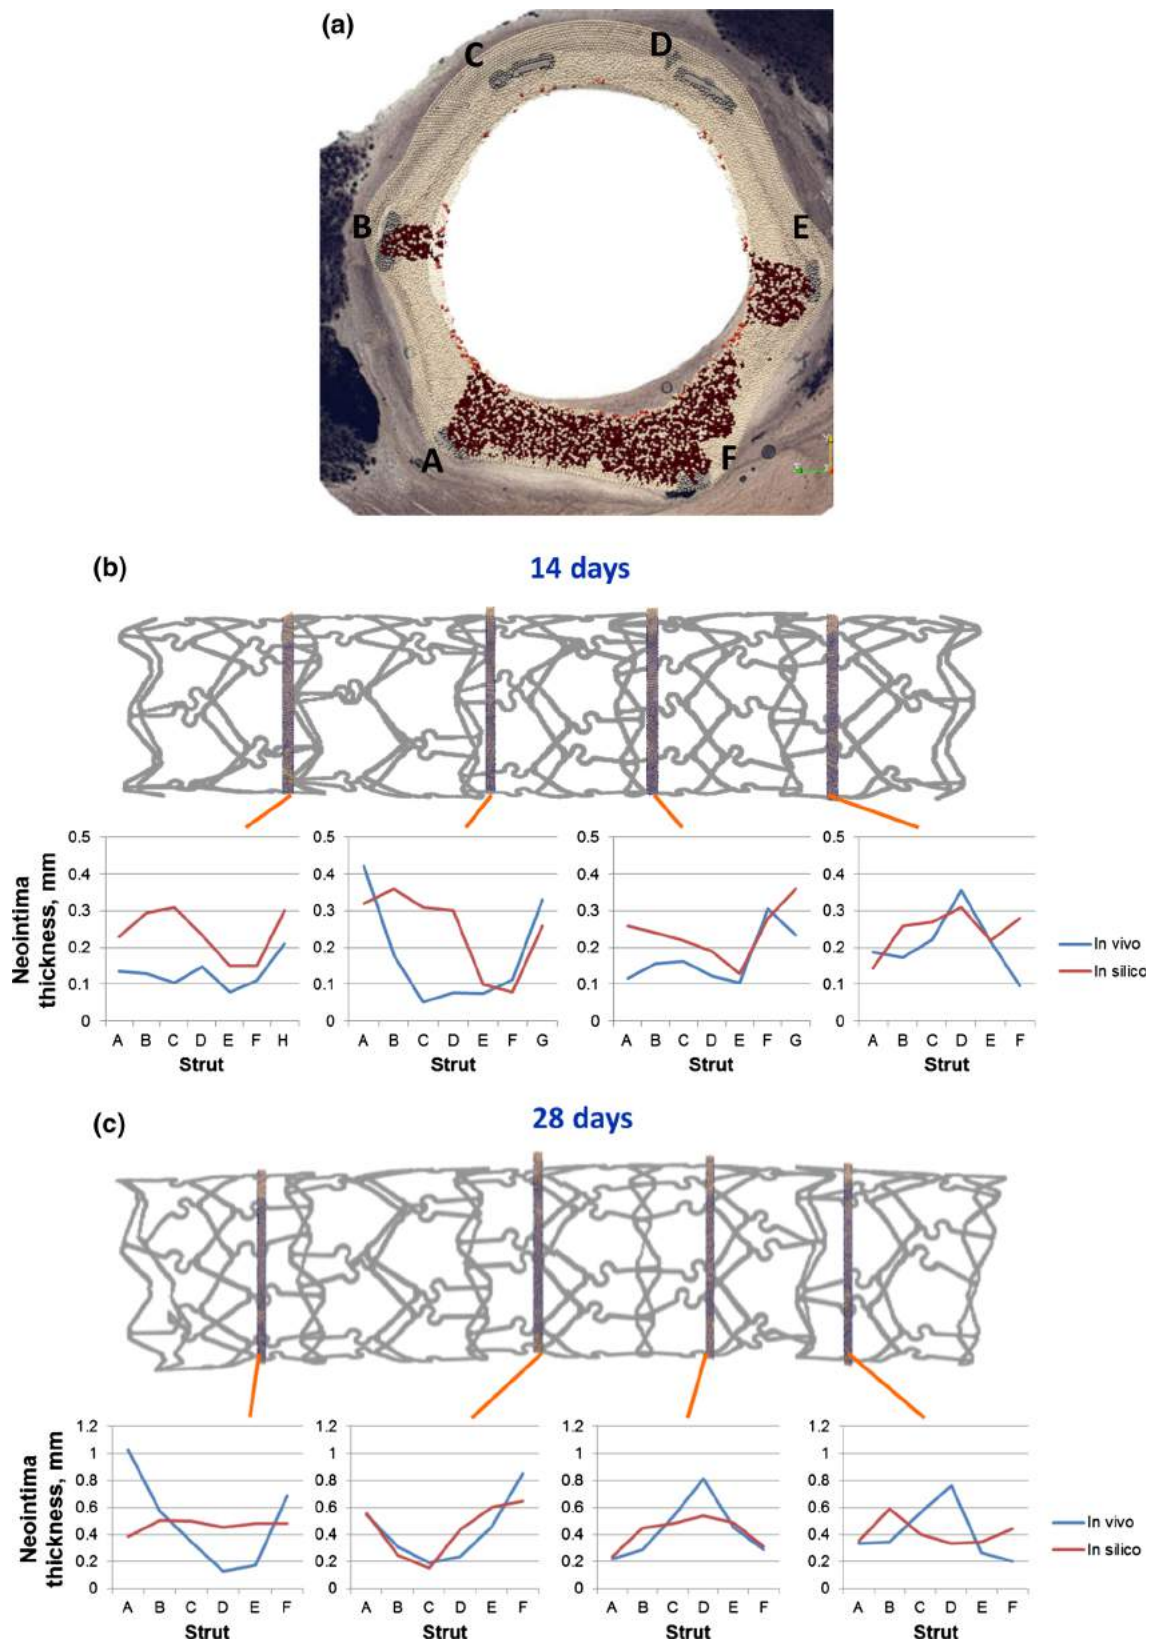 (a)
C
D
B
E
A
F
(b)
14 days
Neointima
thickness, mm
0.5
0.4
0.3
0.2
0.1
0
A B C D E F H
Strut
0.5
0.4
0.3
0.2
0.1
0
A B C D E F G
Strut
0.5
0.4
0.3
0.2
0.1
0
A B C D E F G
Strut
0.5
0.4
0.3
0.2
0.1
0
A B C D E F
Strut
In vivo
In silico
(c)
28 days
Neointima
thickness, mm
1.2
1
0.8
0.6
0.4
0.2
0
A B C D E F
Strut
1.2
1
0.8
0.6
0.4
0.2
0
A B C D E F
Strut
1.2
1
0.8
0.6
0.4
0.2
0
A B C D E F
Strut
1.2
1
0.8
0.6
0.4
0.2
0
A B C D E F
Strut
In vivo
In silico